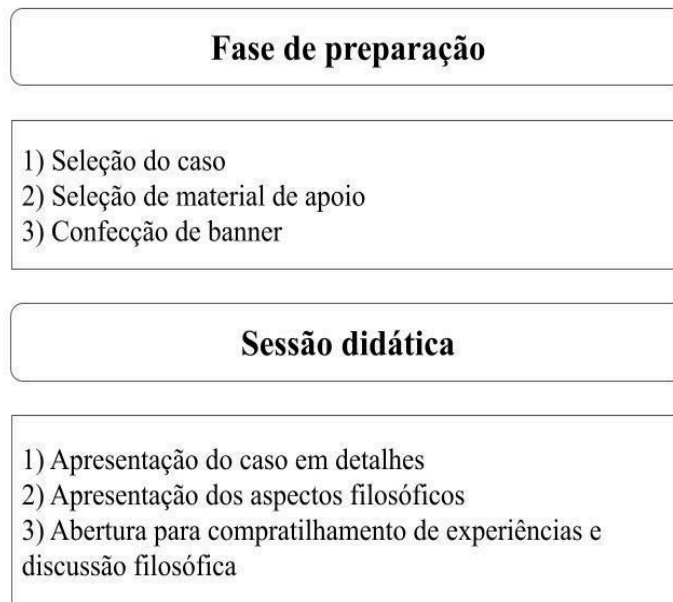 Fase de preparação
1) Seleção do caso
2) Seleção de material de apoio
3) Confecção de banner
Sessão didática
1) Apresentação do caso em detalhes
2) Apresentação dos aspectos filosóficos
3) Abertura para compratilhamento de experiências e
discussão filosófica